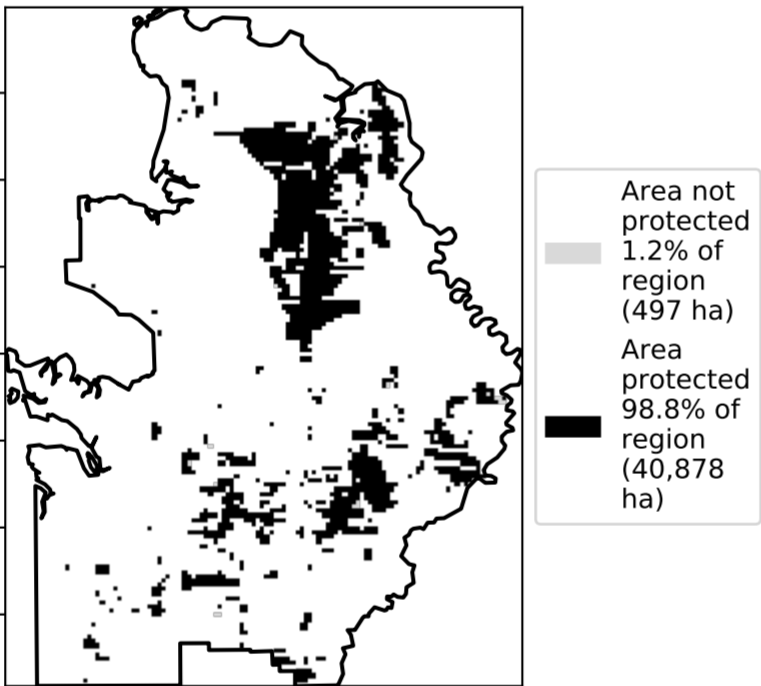 Area not
protected
1.2% of
region
(497 ha)
Area
protected
98.8% of
region
(40,878
ha)